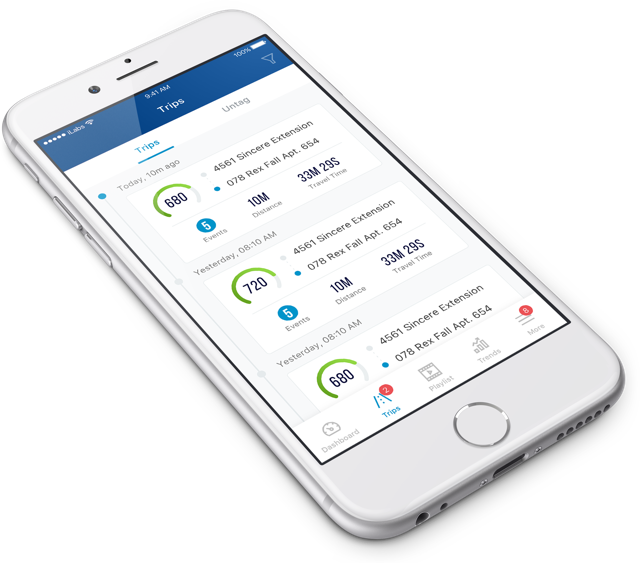 iLabs 9:41 AM 100%
Trips
Trips Untag
Today, 10m ago
680
4561 Sincere Extension
078 Rex Fall Apt. 654
5 10M 33M 29S
Events Distance Travel Time
Yesterday, 08:10 AM
720
4561 Sincere Extension
078 Rex Fall Apt. 654
5 10M 33M 29S
Events Distance Travel Time
Yesterday, 08:10 AM
680
4561 Sincere Extension
078 Rex Fall Apt. 654
2 8
Dashboard Trips Playlist Trends More